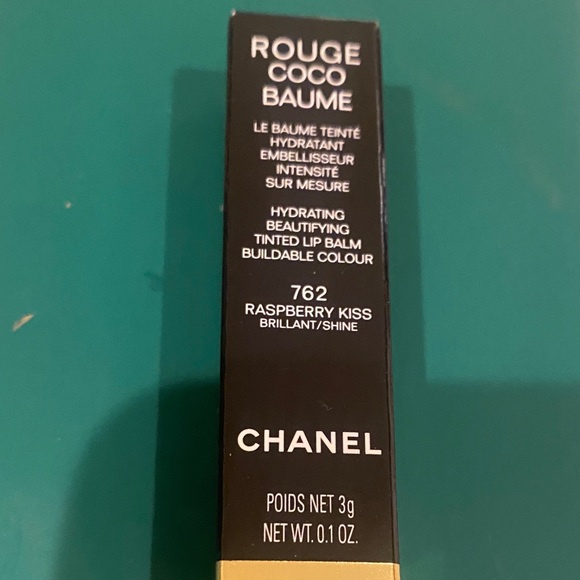 ROUGE
COCO
BAUME
LE BAUME TEINTÉ
HYDRATANT
EMBELLISSEUR
INTENSITÉ
SUR MESURE
HYDRATING
BEAUTIFYING
TINTED LIP BALM
BUILDABLE COLOUR
762
RASPBERRY KISS
BRILLANT/SHINE
CHANEL
POIDS NET 3g
NET WT. 0.1 OZ.